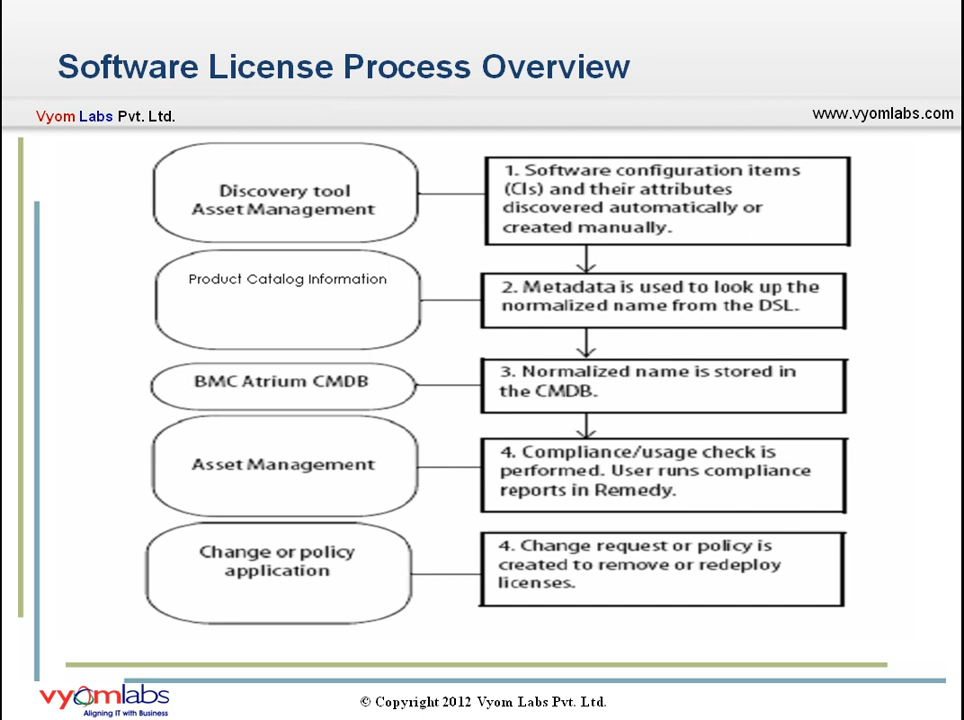 Software License Process Overview
Vyom Labs Pvt. Ltd.
www.vyomlabs.com
Discovery tool
Asset Management
1. Software configuration items
(CIs) and their attributes
discovered automatically or
created manually.
Product Catalog Information
2. Metadata is used to look up the
normalized name from the DSL.
BMC Atrium CMDB
3. Normalized name is stored in
the CMDB.
Asset Management
4. Compliance/usage check is
performed. User runs compliance
reports in Remedy.
Change or policy
application
4. Change request or policy is
created to remove or redeploy
licenses.
vyomlabs
Aligning IT with Business
© Copyright 2012 Vyom Labs Pvt. Ltd.